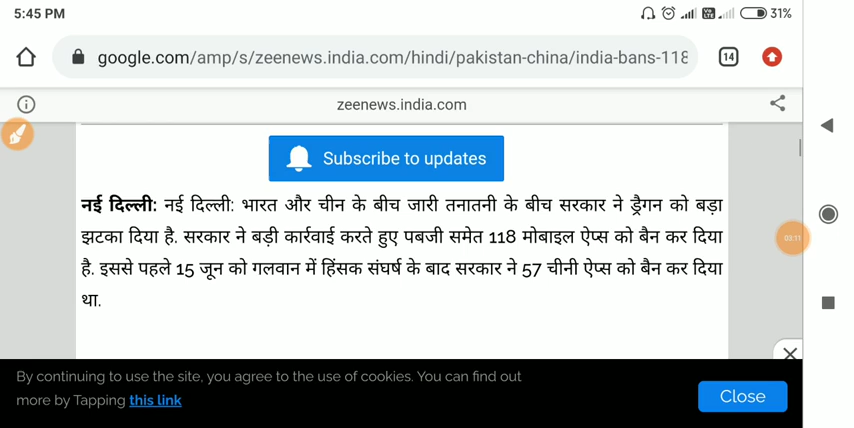 5:45 PM
Vo LTE 31%
google.com/amp/s/zeenews.india.com/hindi/pakistan-china/india-bans-118
14
zeenews.india.com
Subscribe to updates
नई दिल्ली: नई दिल्ली: भारत और चीन के बीच जारी तनातनी के बीच सरकार ने ड्रैगन को बड़ा
झटका दिया है. सरकार ने बड़ी कार्रवाई करते हुए पबजी समेत 118 मोबाइल ऐप्स को बैन कर दिया
है. इससे पहले 15 जून को गलवान में हिंसक संघर्ष के बाद सरकार ने 57 चीनी ऐप्स को बैन कर दिया
था.
03:11
By continuing to use the site, you agree to the use of cookies. You can find out
more by Tapping this link
Close